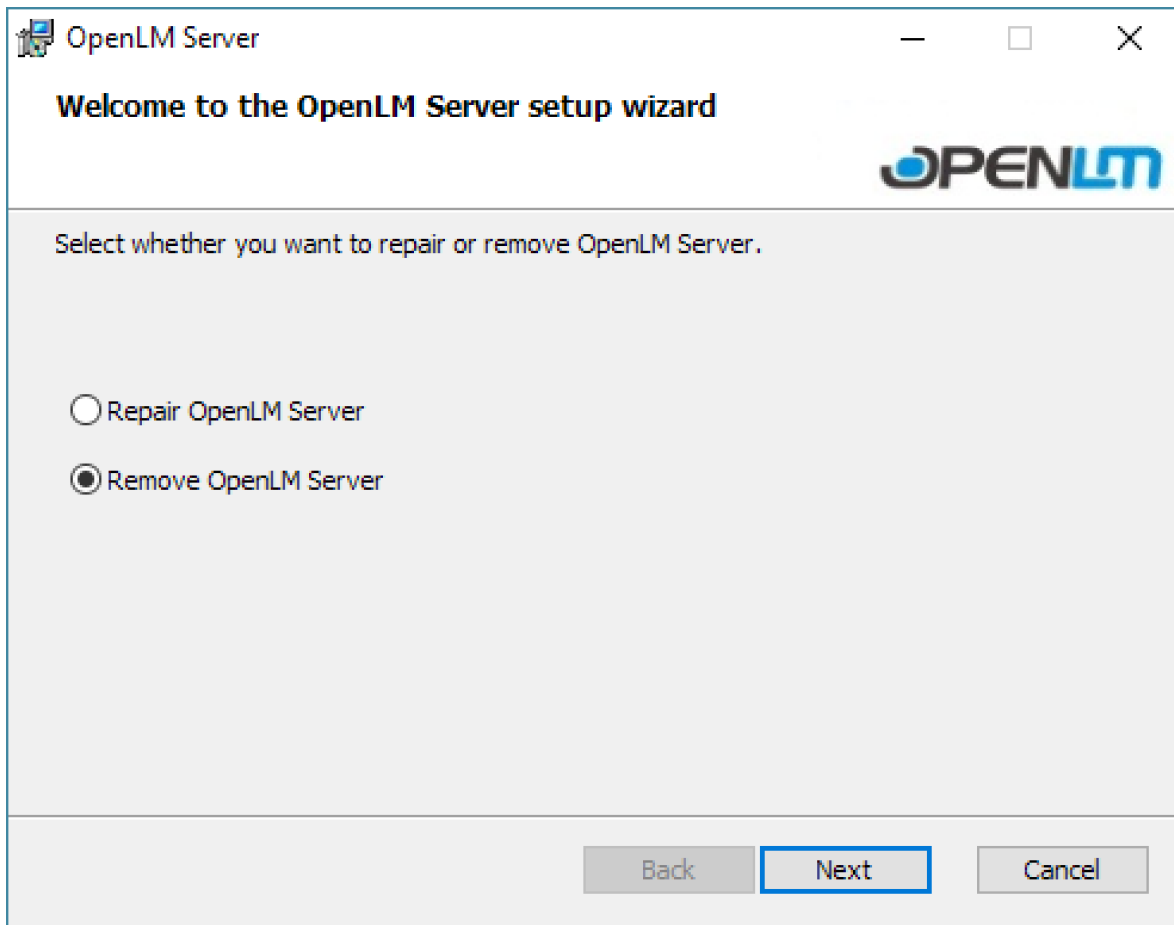 OpenLM Server
Welcome to the OpenLM Server setup wizard
OPENLM
Select whether you want to repair or remove OpenLM Server.
Repair OpenLM Server
Remove OpenLM Server
Back Next Cancel